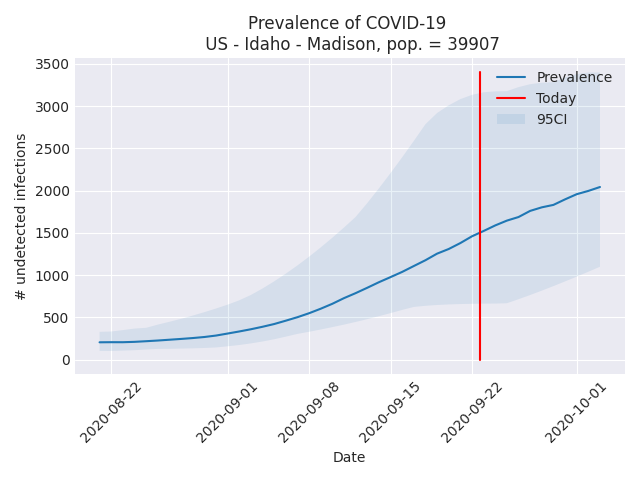 Prevalence of COVID-19
US - Idaho - Madison, pop. = 39907
3500
3000
2500
2000
1500
1000
500
0
# undetected infections
Prevalence
Today
95CI
2020-08-22
2020-09-01
2020-09-08
2020-09-15
2020-09-22
2020-10-01
Date